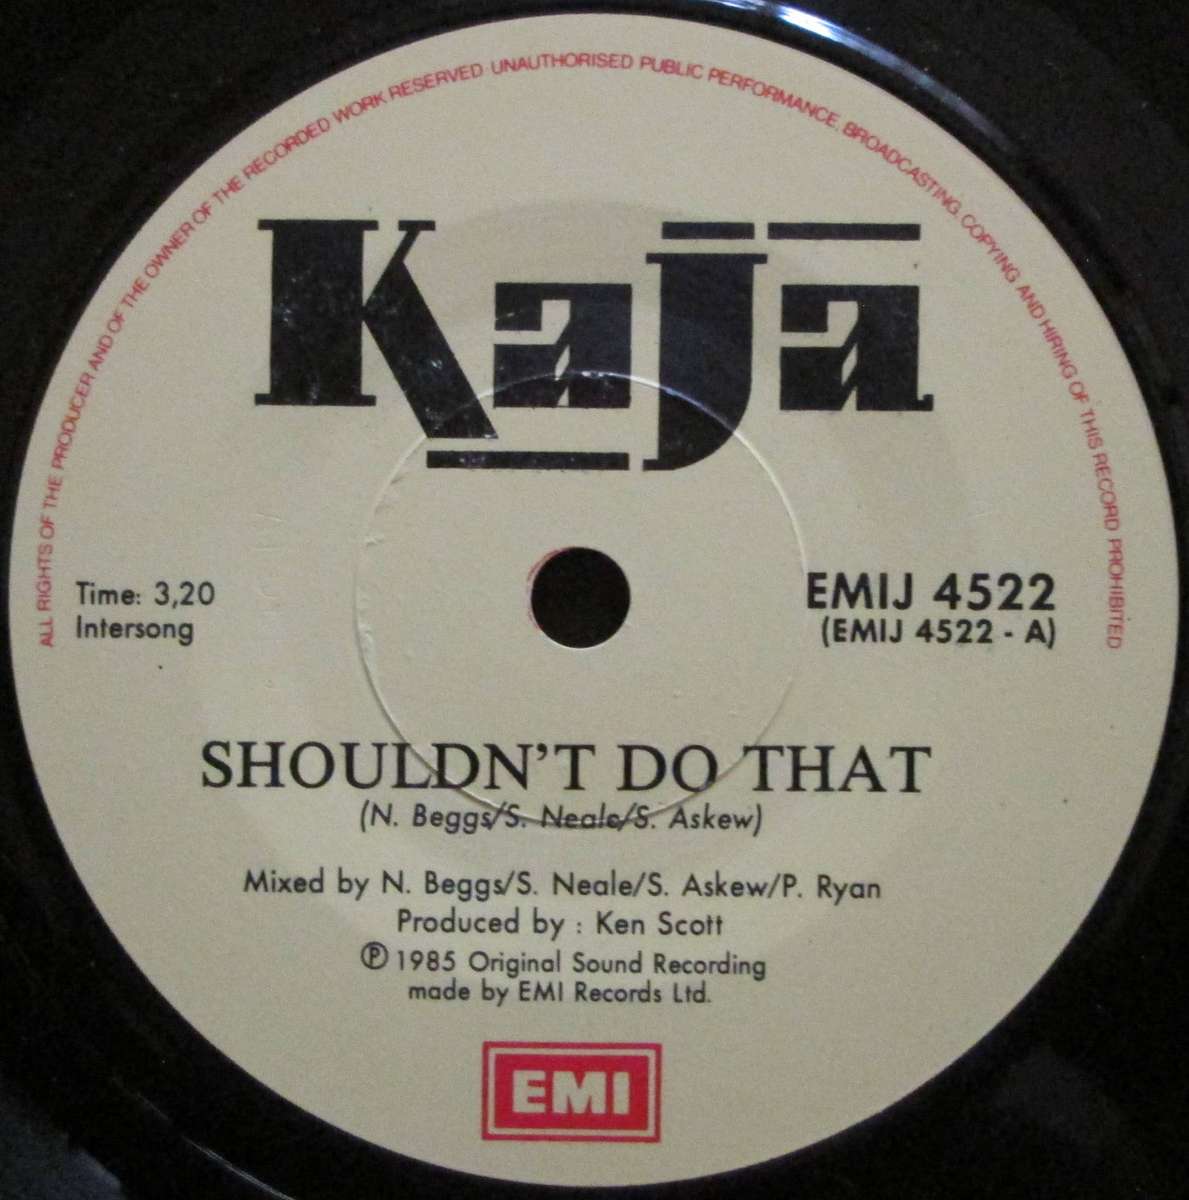 ALL RIGHTS OF THE PRODUCER AND OF THE OWNER OF THE RECORDED WORK RESERVED · UNAUTHORISED PUBLIC PERFORMANCE, BROADCASTING, COPYING AND HIRING OF THIS RECORD PROHIBITED
Kaja
Time: 3,20
Intersong
EMIJ 4522
(EMIJ 4522 - A)
SHOULDN'T DO THAT
(N. Beggs/S. Neale/S. Askew)
Mixed by N. Beggs/S. Neale/S. Askew/P. Ryan
Produced by : Ken Scott
℗ 1985 Original Sound Recording
made by EMI Records Ltd.
EMI